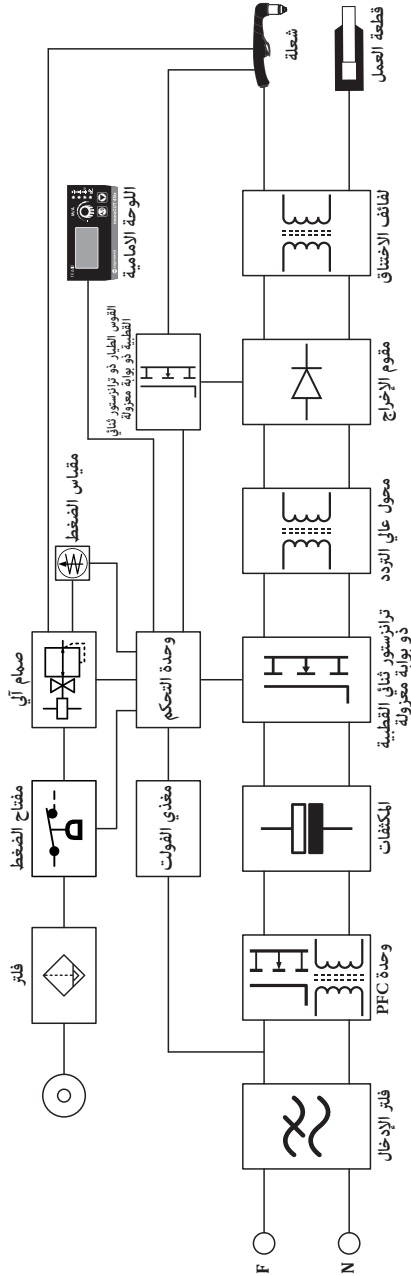 قطعة العمل
شعلة
لفائف الاختناق
اللوحة الامامية
مقوم الإخراج
القوس الطيار ذو ترانزستور ثنائي
القطبية ذو بوابة معزولة
محول عالي التردد
مقياس الضغط
ترانزستور ثنائي القطبية
ذو بوابة معزولة
وحدة التحكم
صمام آلي
المكثفات
مغذي الفولت
مفتاح الضغط
وحدة PFC
فلتر
فلتر الإدخال
F
N